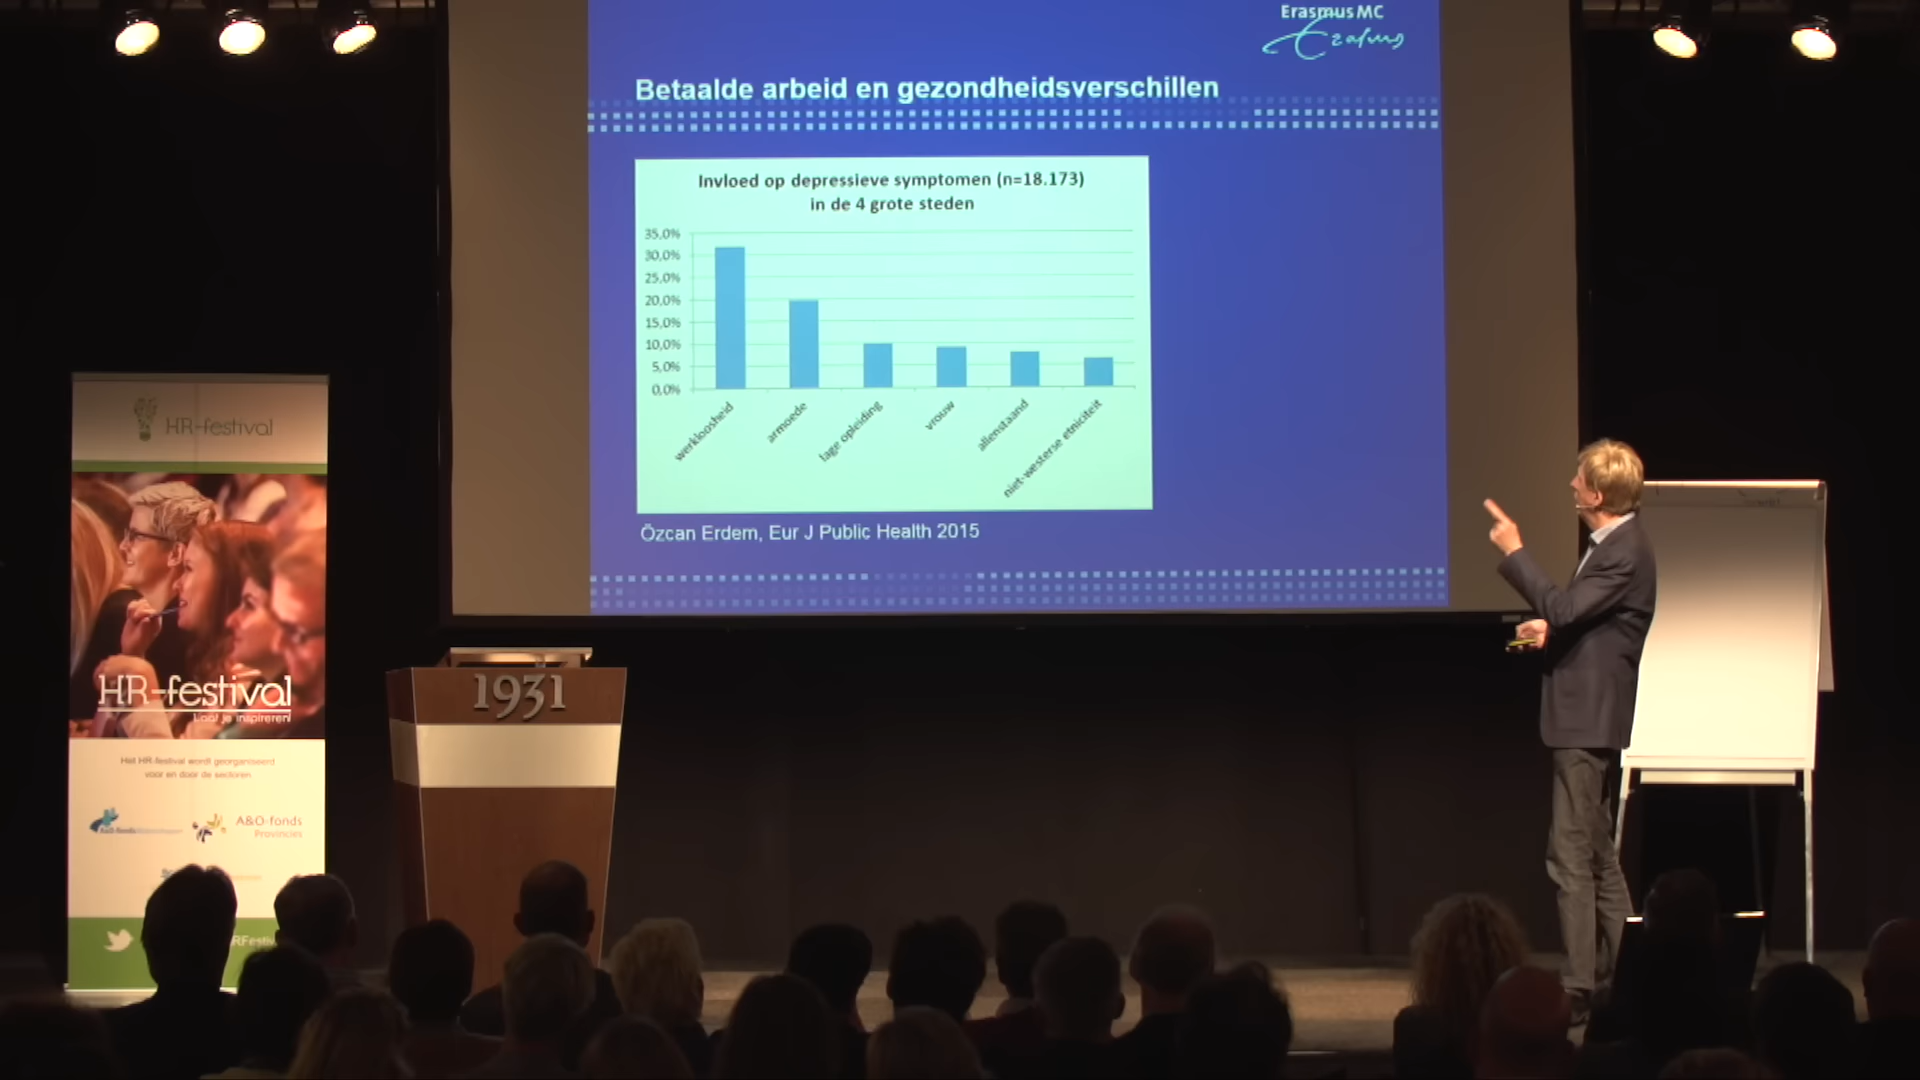 Erasmus MC
Erasmus
Betaalde arbeid en gezondheidsverschillen
Invloed op depressieve symptomen (n=18.173)
in de 4 grote steden
35,0%
30,0%
25,0%
20,0%
15,0%
10,0%
5,0%
0,0%
werkloosheid
armoede
lage opleiding
vrouw
allenstaand
niet-westerse etniciteit
Özcan Erdem, Eur J Public Health 2015
HR-festival
HR-festival
Laat je inspireren!
Het HR-festival wordt georganiseerd
voor en door de sectoren
A&O-fonds
Provincies
1931